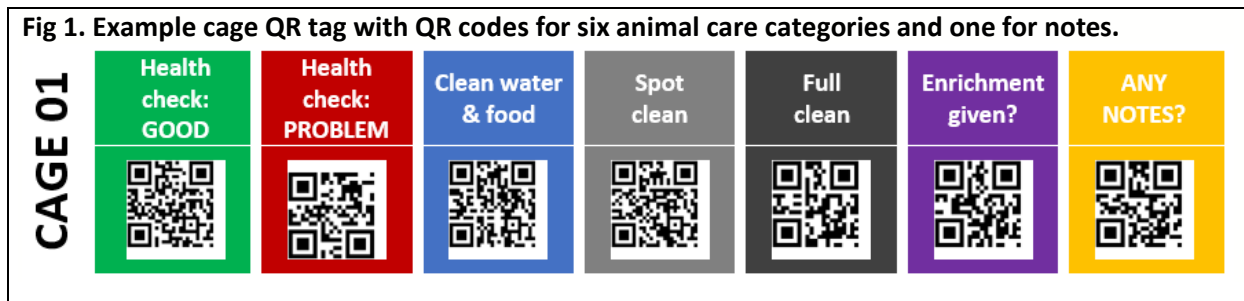 Fig 1. Example cage QR tag with QR codes for six animal care categories and one for notes.
CAGE 01
Health
check:
GOOD
Health
check:
PROBLEM
Clean water
& food
Spot
clean
Full
clean
Enrichment
given?
ANY
NOTES?